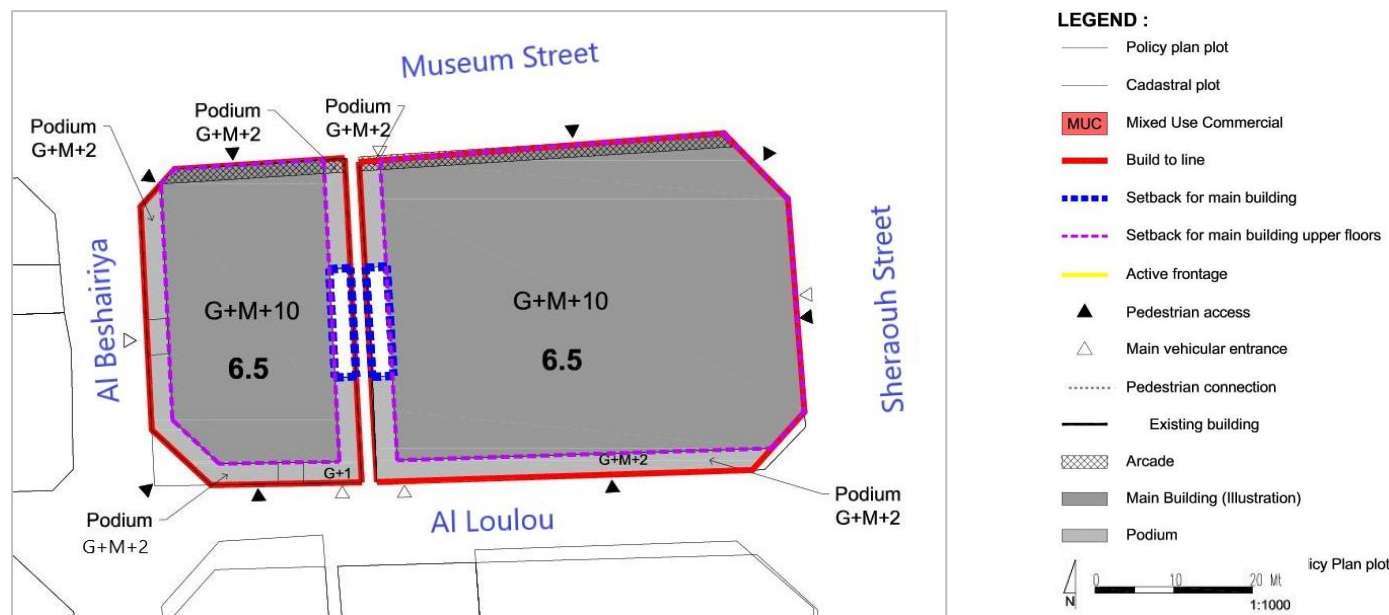 Museum Street
Podium
G+M+2
Podium
G+M+2
Podium
G+M+2
Al Beshairiya
G+M+10
6.5
G+M+10
6.5
Sheraouh Street
G+1
G+M+2
Podium
G+M+2
Podium
G+M+2
Al Loulou
LEGEND :
Policy plan plot
Cadastral plot
MUC Mixed Use Commercial
Build to line
Setback for main building
Setback for main building upper floors
Active frontage
Pedestrian access
Main vehicular entrance
Pedestrian connection
Existing building
Arcade
Main Building (Illustration)
Podium
icy Plan plot
N
0 10 20 Mt
1:1000